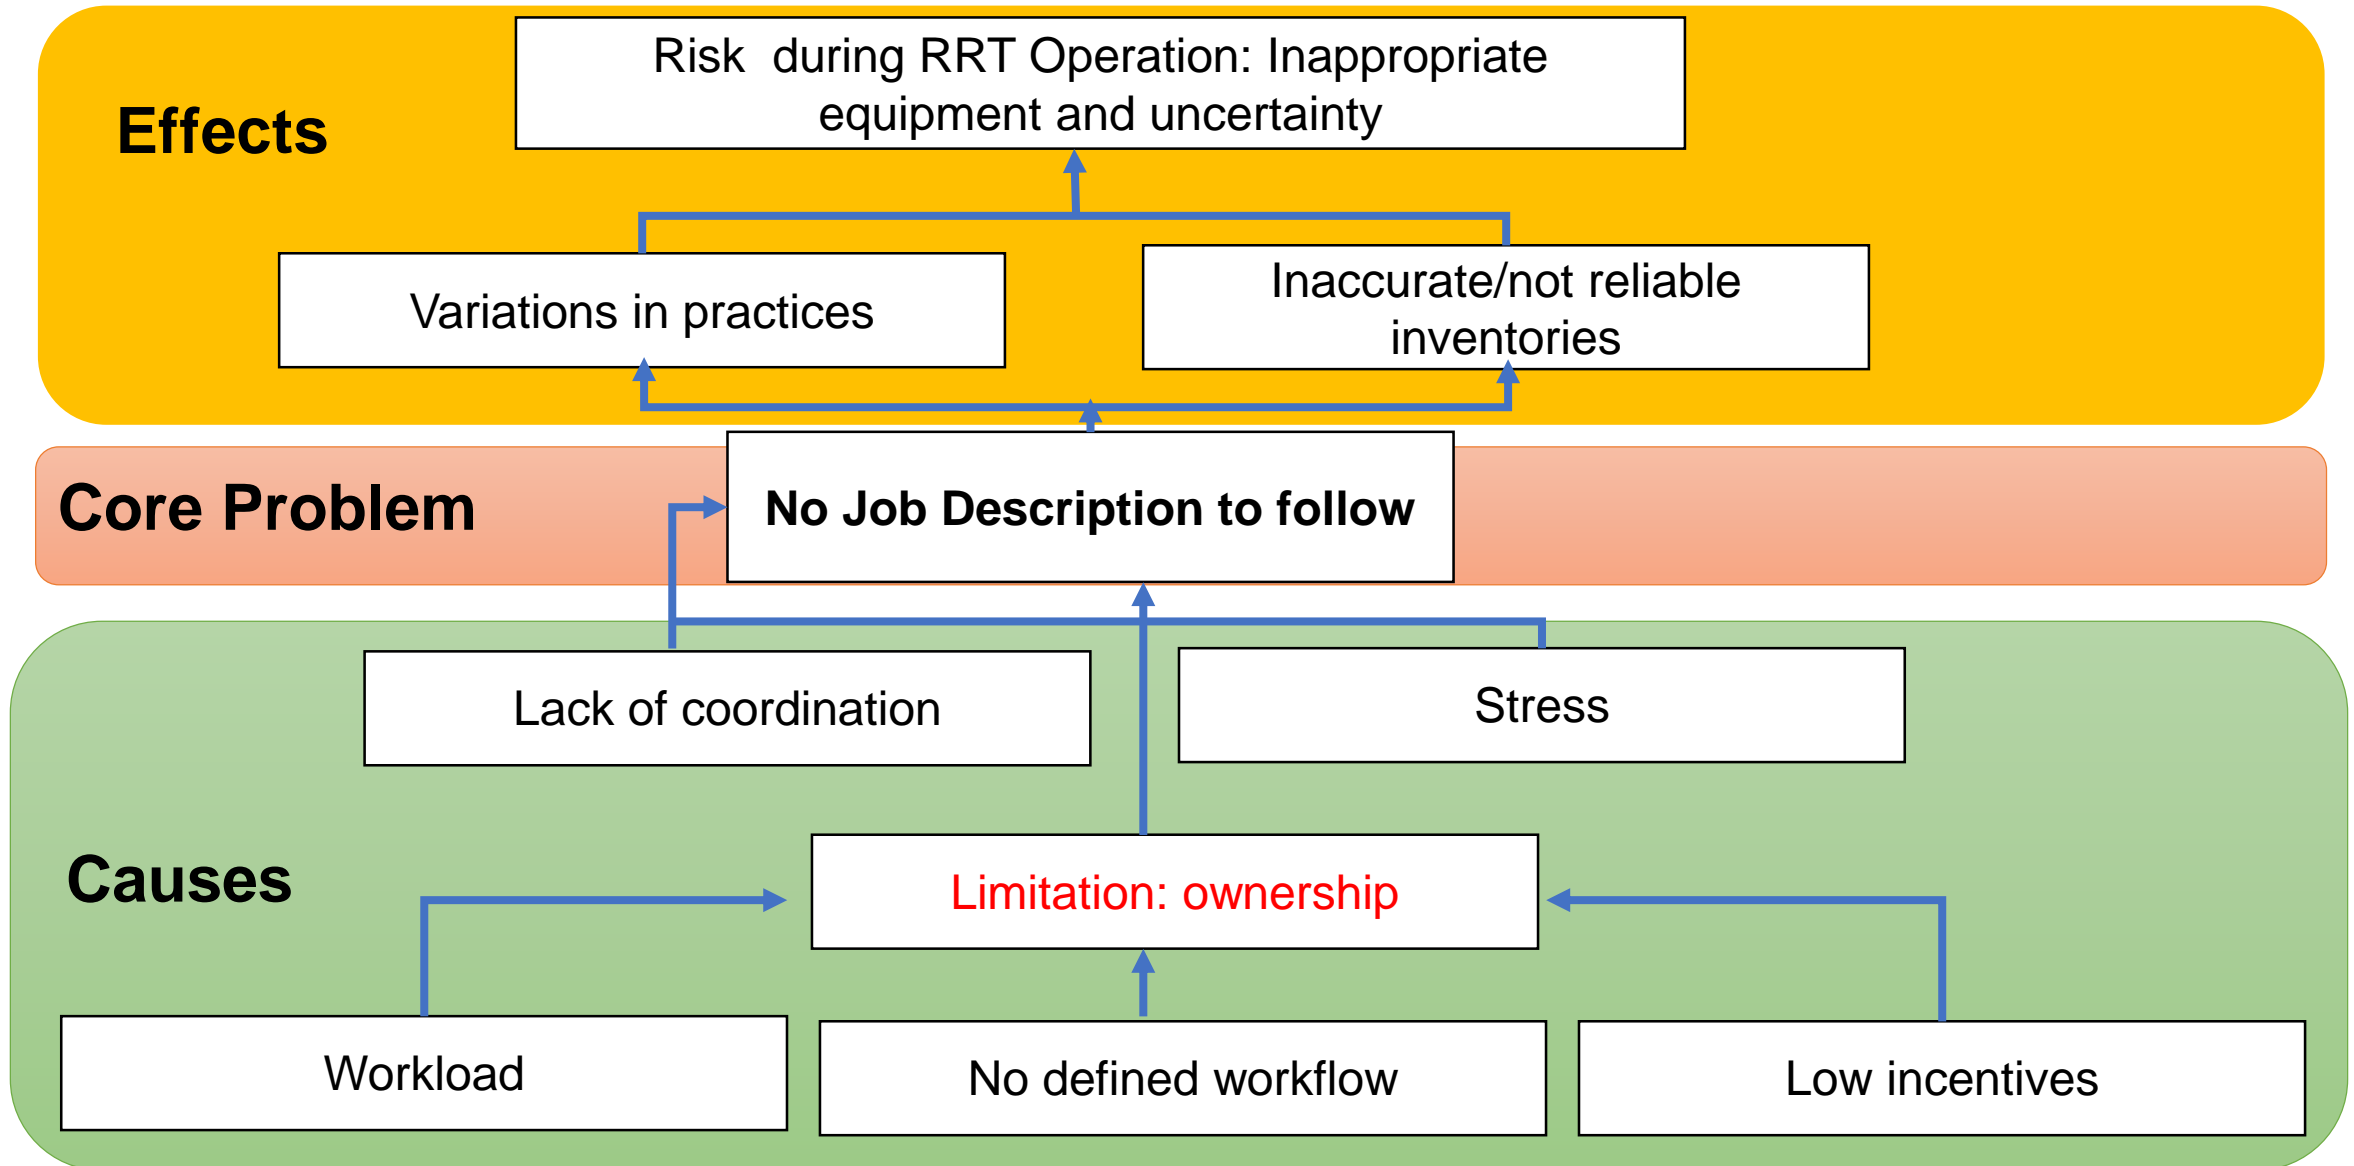 Risk  during RRT Operation: Inappropriate
equipment and uncertainty
Effects
Variations in practices
Inaccurate/not reliable
inventories
Core Problem
No Job Description to follow
Lack of coordination
Stress
Causes
Limitation: ownership
Workload
No defined workflow
Low incentives